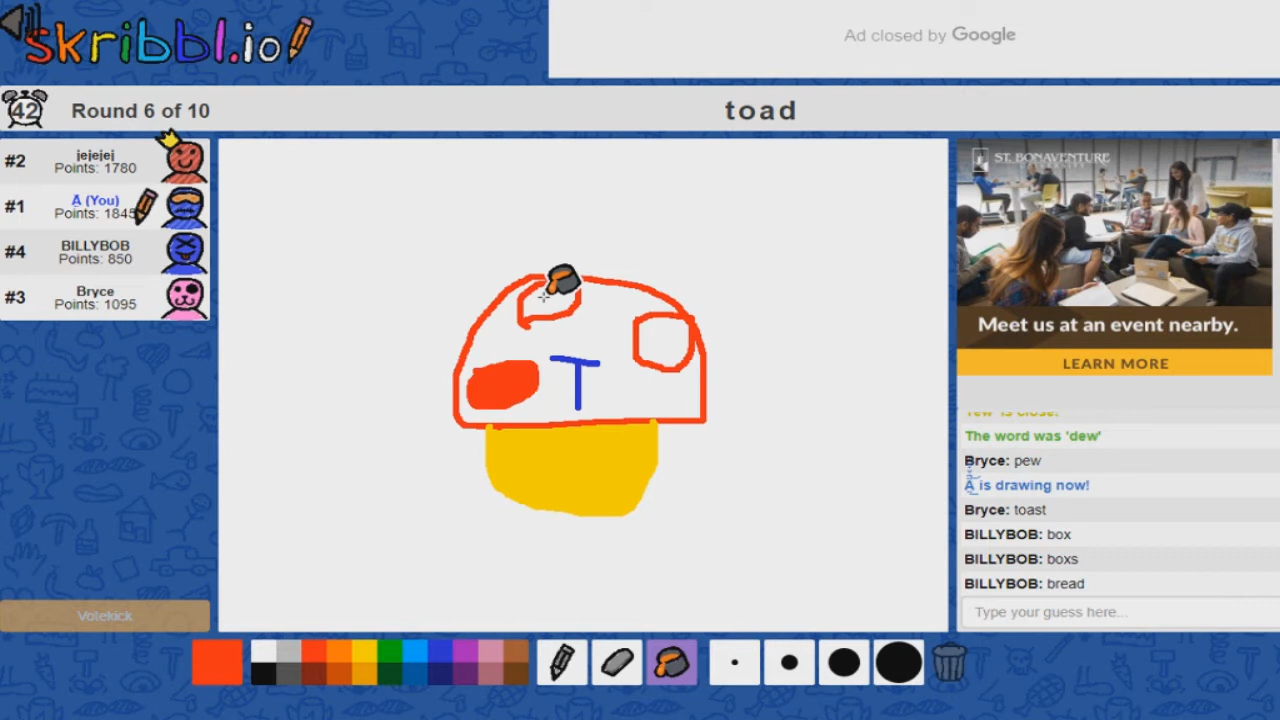 skribbl.io
Ad closed by Google
42
Round 6 of 10
toad
#2
jejejej
Points: 1780
#1
Ā (You)
Points: 1845
#4
BILLYBOB
Points: 850
#3
Bryce
Points: 1095
T
ST. BONAVENTURE
Meet us at an event nearby.
LEARN MORE
is close!
The word was 'dew'
Bryce: pew
Ā is drawing now!
Bryce: toast
BILLYBOB: box
BILLYBOB: boxs
BILLYBOB: bread
Type your guess here...
Votekick